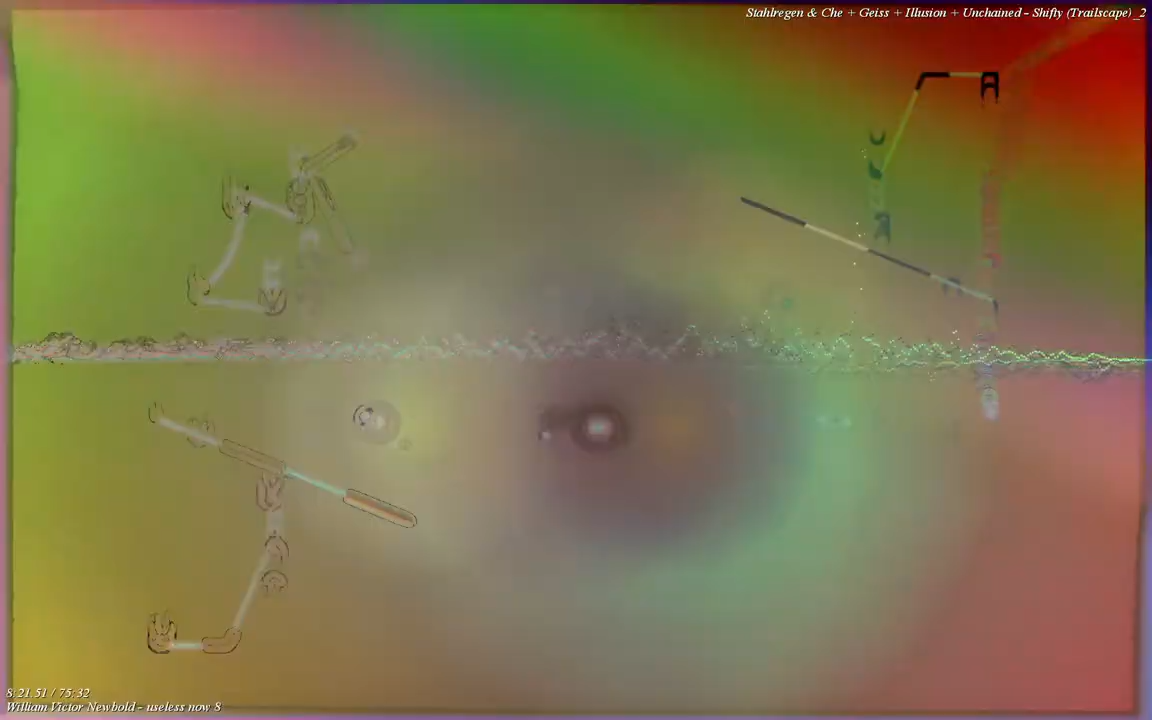 Stahlregen & Che + Geiss + Illusion + Unchained - Shifty (Trailscape) _2
8:21.51 / 75:32
William Victor Newbold - useless now 8